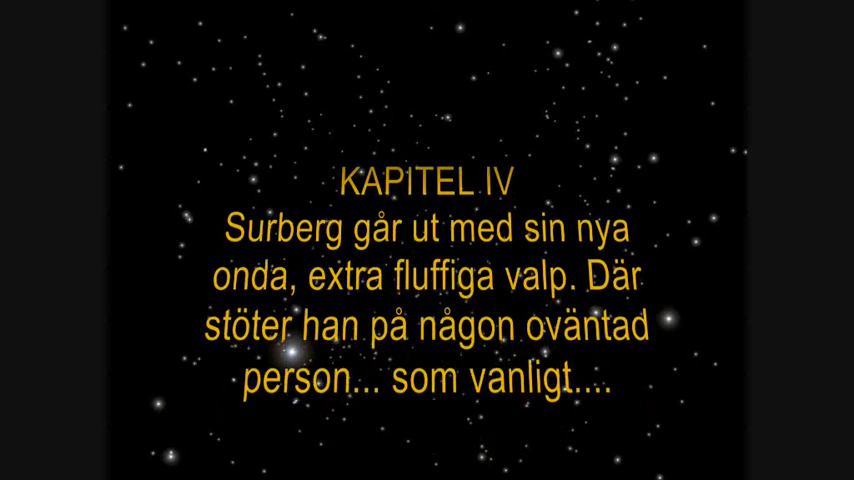 KAPITEL IV
Surberg går ut med sin nya
onda, extra fluffiga valp. Där
stöter han på någon oväntad
person... som vanligt....